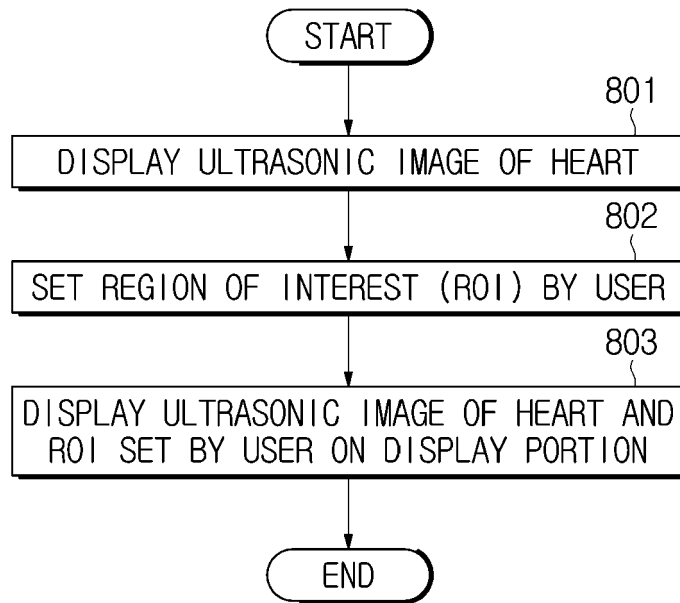 START
801
DISPLAY ULTRASONIC IMAGE OF HEART
802
SET REGION OF INTEREST (ROI) BY USER
803
DISPLAY ULTRASONIC IMAGE OF HEART AND
ROI SET BY USER ON DISPLAY PORTION
END